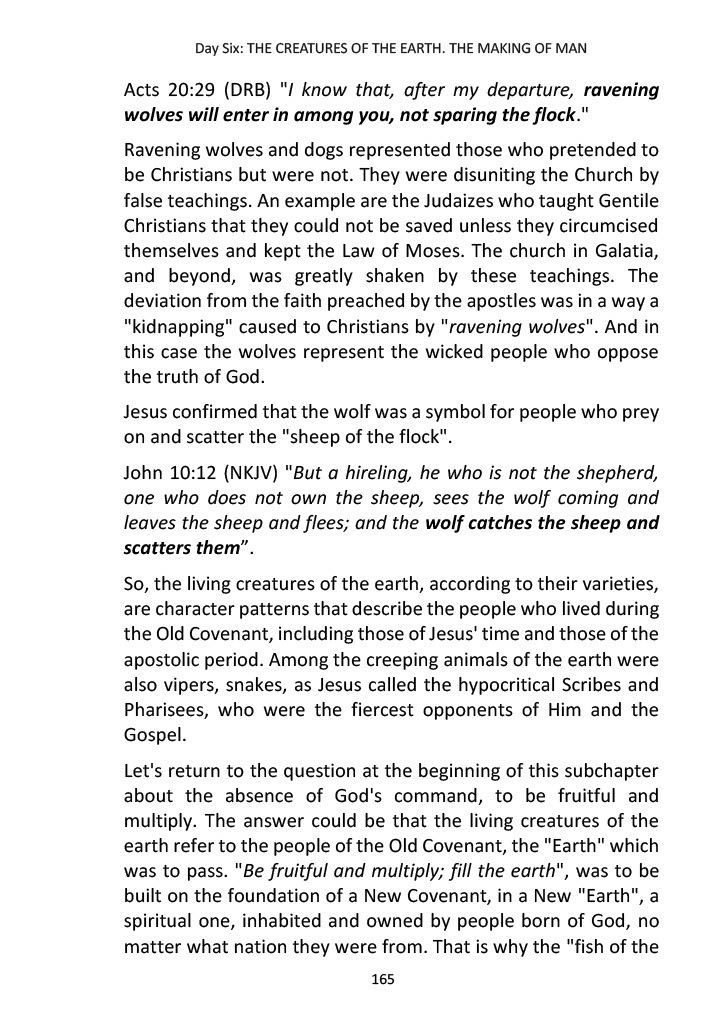 Day Six: THE CREATURES OF THE EARTH. THE MAKING OF MAN
Acts 20:29 (DRB) "I know that, after my departure, ravening
wolves will enter in among you, not sparing the flock."
Ravening wolves and dogs represented those who pretended to
be Christians but were not. They were disuniting the Church by
false teachings. An example are the Judaizes who taught Gentile
Christians that they could not be saved unless they circumcised
themselves and kept the Law of Moses. The church in Galatia,
and beyond, was greatly shaken by these teachings. The
deviation from the faith preached by the apostles was in a way a
"kidnapping" caused to Christians by "ravening wolves". And in
this case the wolves represent the wicked people who oppose
the truth of God.
Jesus confirmed that the wolf was a symbol for people who prey
on and scatter the "sheep of the flock".
John 10:12 (NKJV) "But a hireling, he who is not the shepherd,
one who does not own the sheep, sees the wolf coming and
leaves the sheep and flees; and the wolf catches the sheep and
scatters them”.
So, the living creatures of the earth, according to their varieties,
are character patterns that describe the people who lived during
the Old Covenant, including those of Jesus' time and those of the
apostolic period. Among the creeping animals of the earth were
also vipers, snakes, as Jesus called the hypocritical Scribes and
Pharisees, who were the fiercest opponents of Him and the
Gospel.
Let's return to the question at the beginning of this subchapter
about the absence of God's command, to be fruitful and
multiply. The answer could be that the living creatures of the
earth refer to the people of the Old Covenant, the "Earth" which
was to pass. "Be fruitful and multiply; fill the earth", was to be
built on the foundation of a New Covenant, in a New "Earth", a
spiritual one, inhabited and owned by people born of God, no
matter what nation they were from. That is why the "fish of the
165